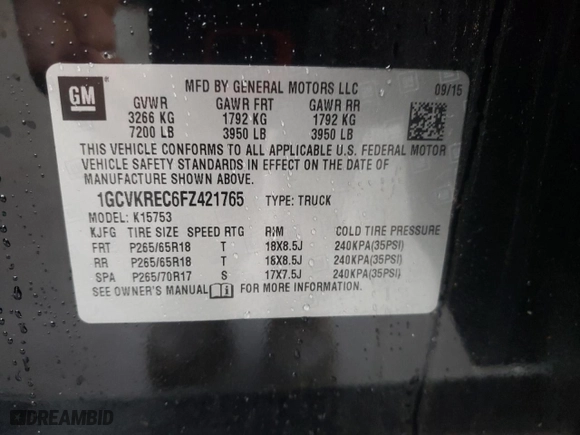 GM
MFD BY GENERAL MOTORS LLC
09/15
GVWR GAWR FRT GAWR RR
3266 KG 1792 KG 1792 KG
7200 LB 3950 LB 3950 LB
THIS VEHICLE CONFORMS TO ALL APPLICABLE U.S. FEDERAL MOTOR
VEHICLE SAFETY STANDARDS IN EFFECT ON THE DATE OF
MANUFACTURE SHOWN ABOVE.
1GCVKREC6FZ421765 TYPE: TRUCK
MODEL: K15753
KJFG TIRE SIZE SPEED RTG RIM COLD TIRE PRESSURE
FRT P265/65R18 T 18X8.5J 240KPA(35PSI)
RR P265/65R18 T 18X8.5J 240KPA(35PSI)
SPA P265/70R17 S 17X7.5J 240KPA(35PSI)
SEE OWNER'S MANUAL FOR MORE INFORMATION.
DREAMBID